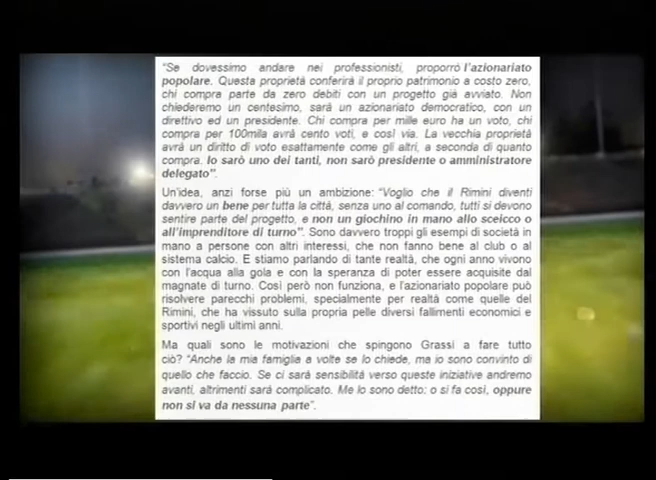 “Se dovessimo andare nei professionisti, proporrò l'azionariato
popolare. Questa proprietà conferirà il proprio patrimonio a costo zero,
chi compra parte da zero debiti con un progetto già avviato. Non
chiederemo un centesimo, sarà un azionariato democratico, con un
direttivo ed un presidente. Chi compra per mille euro ha un voto, chi
compra per 100mila avrà cento voti, e così via. La vecchia proprietà
avrà un diritto di voto esattamente come gli altri, a seconda di quanto
compra. Io sarò uno dei tanti, non sarò presidente o amministratore
delegato”.
Un'idea, anzi forse più un ambizione: “Voglio che il Rimini diventi
davvero un bene per tutta la città, senza uno al comando, tutti si devono
sentire parte del progetto, e non un giochino in mano allo sceicco o
all'imprenditore di turno”. Sono davvero troppi gli esempi di società in
mano a persone con altri interessi, che non fanno bene al club o al
sistema calcio. E stiamo parlando di tante realtà, che ogni anno vivono
con l'acqua alla gola e con la speranza di poter essere acquisite dal
magnate di turno. Così però non funziona, e l'azionariato popolare può
risolvere parecchi problemi, specialmente per realtà come quelle del
Rimini, che ha vissuto sulla propria pelle diversi fallimenti economici e
sportivi negli ultimi anni.
Ma quali sono le motivazioni che spingono Grassi a fare tutto
ciò? “Anche la mia famiglia a volte se lo chiede, ma io sono convinto di
quello che faccio. Se ci sarà sensibilità verso queste iniziative andremo
avanti, altrimenti sarà complicato. Me lo sono detto: o si fa così, oppure
non si va da nessuna parte”.